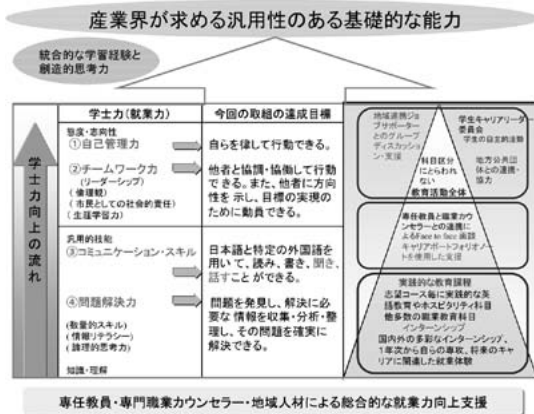 産業界が求める汎用性のある基礎的な能力
統合的な学習経験と
創造的思考力
学士力向上の流れ
学士力(就業力)
今回の取組の達成目標
態度・志向性
①自己管理力
自らを律して行動できる。
②チームワーク力
(リーダーシップ)
(倫理観)
(市民としての社会的責任)
(生涯学習力)
他者と協調・協働して行動
できる。また、他者に方向
性を示し、目標の実現の
ために動員できる。
汎用的技能
③コミュニケーション・スキル
日本語と特定の外国語を
用いて、読み、書き、聞き、
話すことができる。
④問題解決力
(数量的スキル)
(情報リテラシー)
(論理的思考力)
問題を発見し、解決に必
要な情報を収集・分析・整
理し、その問題を確実に
解決できる。
知識・理解
地域連携ジョ
ブサポーター
とのグループ
ディスカッショ
ン・支援
科目区分
にとらわれ
ない
教育活動全体
学生キャリアリーダー
委員会
学生の自主的活動
地方公共団
体との連携・
協力
専任教員と職業カウン
セラーとの連携に
よるFace to face面談
キャリアポートフォリオノー
トを使用した支援
実践的な教育課程
志望コース毎に実践的な英
語教育やホスピタリティ科目
他多数の職業教育科目
インターンシップ
国内外の多彩なインターンシップ、
1年次から自らの専攻、将来のキャ
リアに関連した就業体験
専任教員・専門職業カウンセラー・地域人材による総合的な就業力向上支援